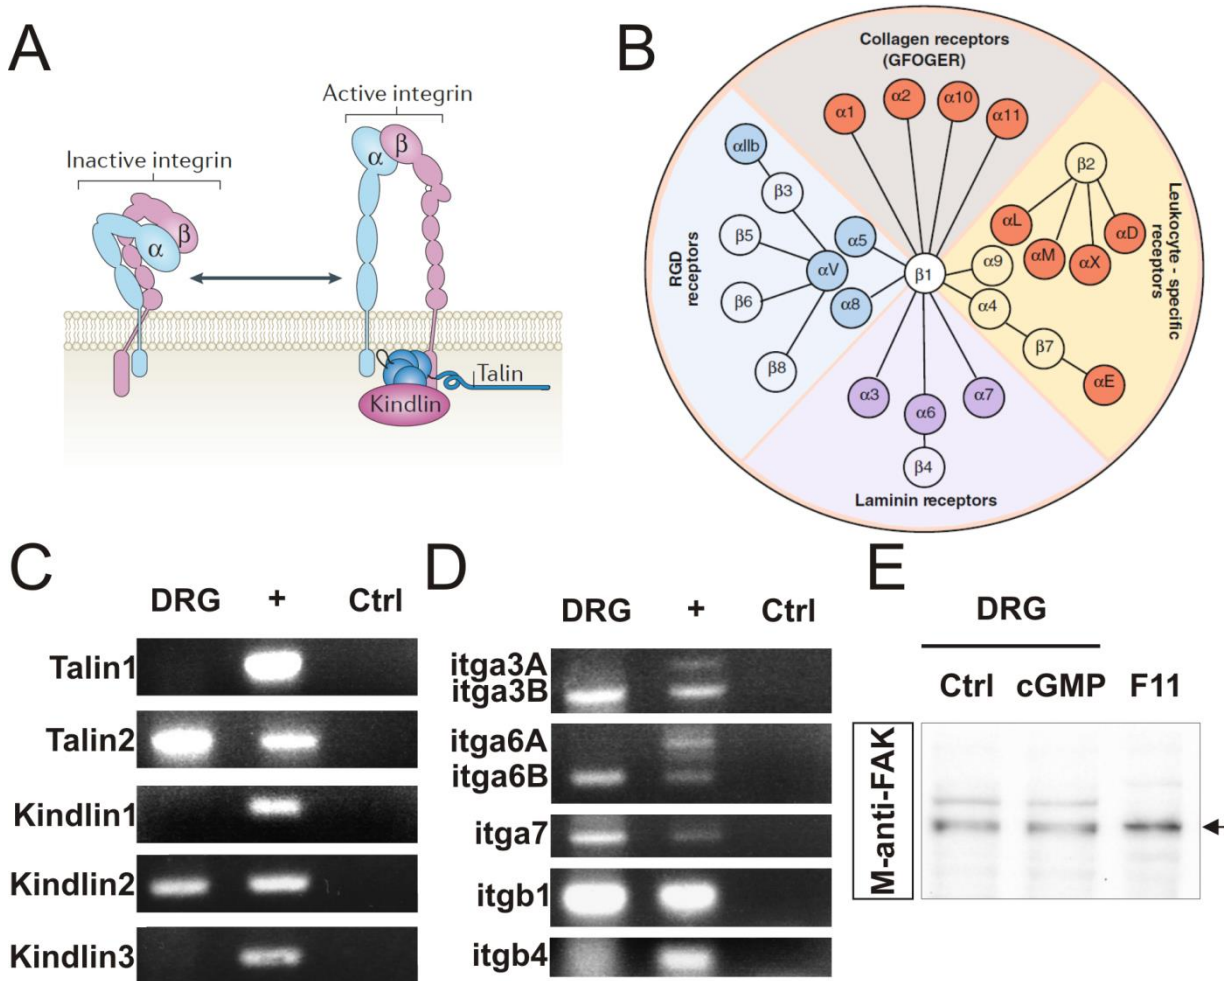 A
Active integrin
Inactive integrin
α
β
α
β
Talin
Kindlin
B
Collagen receptors
(GFOGER)
α1
α2
α10
α11
αIIb
β3
β5
α5
αV
β6
α8
β8
RGD
receptors
β1
β2
αL
αM
αX
αD
α9
α4
β7
αE
Leukocyte - specific
receptors
α3
α6
α7
β4
Laminin receptors
C
DRG + Ctrl
Talin1
Talin2
Kindlin1
Kindlin2
Kindlin3
D
DRG + Ctrl
itga3A
itga3B
itga6A
itga6B
itga7
itgb1
itgb4
E
DRG
Ctrl cGMP F11
M-anti-FAK